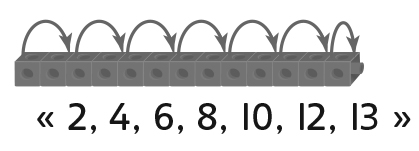 « 2, 4, 6, 8, 10, 12, 13 »